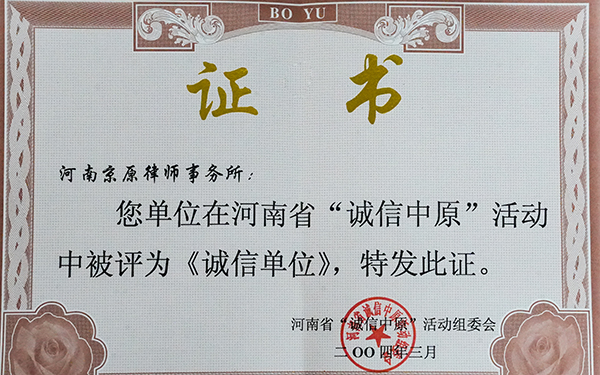 BO YU
证书
河南京原律师事务所：
您单位在河南省“诚信中原”活动
中被评为《诚信单位》，特发此证。
河南省“诚信中原”活动组委会
二OO四年三月